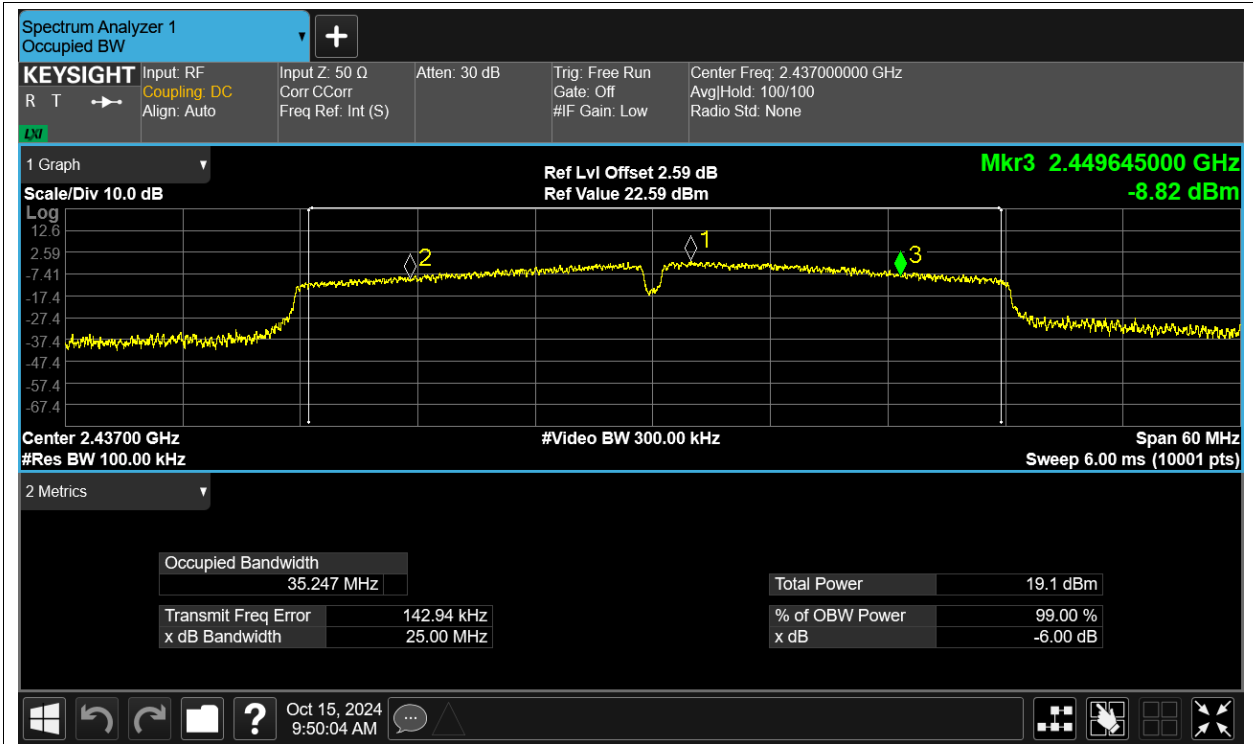 Spectrum Analyzer 1
Occupied BW
KEYSIGHT
R T
LXI
Input: RF
Coupling: DC
Align: Auto
Input Z: 50 Ω
Corr CCorr
Freq Ref: Int (S)
Atten: 30 dB
Trig: Free Run
Gate: Off
#IF Gain: Low
Center Freq: 2.437000000 GHz
Avg|Hold: 100/100
Radio Std: None
1 Graph
Scale/Div 10.0 dB
Ref Lvl Offset 2.59 dB
Ref Value 22.59 dBm
Mkr3 2.449645000 GHz
-8.82 dBm
Log
12.6
2.59
-7.41
-17.4
-27.4
-37.4
-47.4
-57.4
-67.4
2
1
3
Center 2.43700 GHz
#Res BW 100.00 kHz
#Video BW 300.00 kHz
Span 60 MHz
Sweep 6.00 ms (10001 pts)
2 Metrics
Occupied Bandwidth
35.247 MHz
Transmit Freq Error 142.94 kHz
x dB Bandwidth 25.00 MHz
Total Power 19.1 dBm
% of OBW Power 99.00 %
x dB -6.00 dB
?
Oct 15, 2024
9:50:04 AM